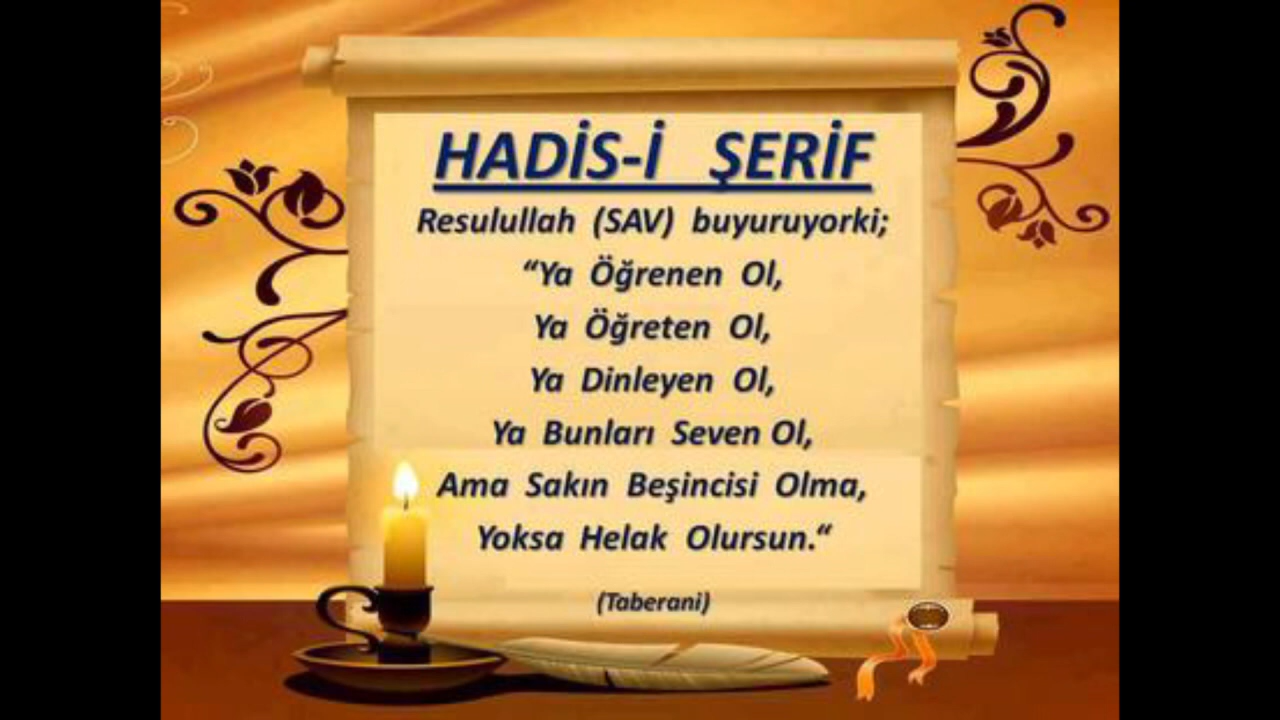 HADİS-İ ŞERİF
Resulullah (SAV) buyuruyorki;
“Ya Öğrenen Ol,
Ya Öğreten Ol,
Ya Dinleyen Ol,
Ya Bunları Seven Ol,
Ama Sakın Beşincisi Olma,
Yoksa Helak Olursun.“
(Taberani)